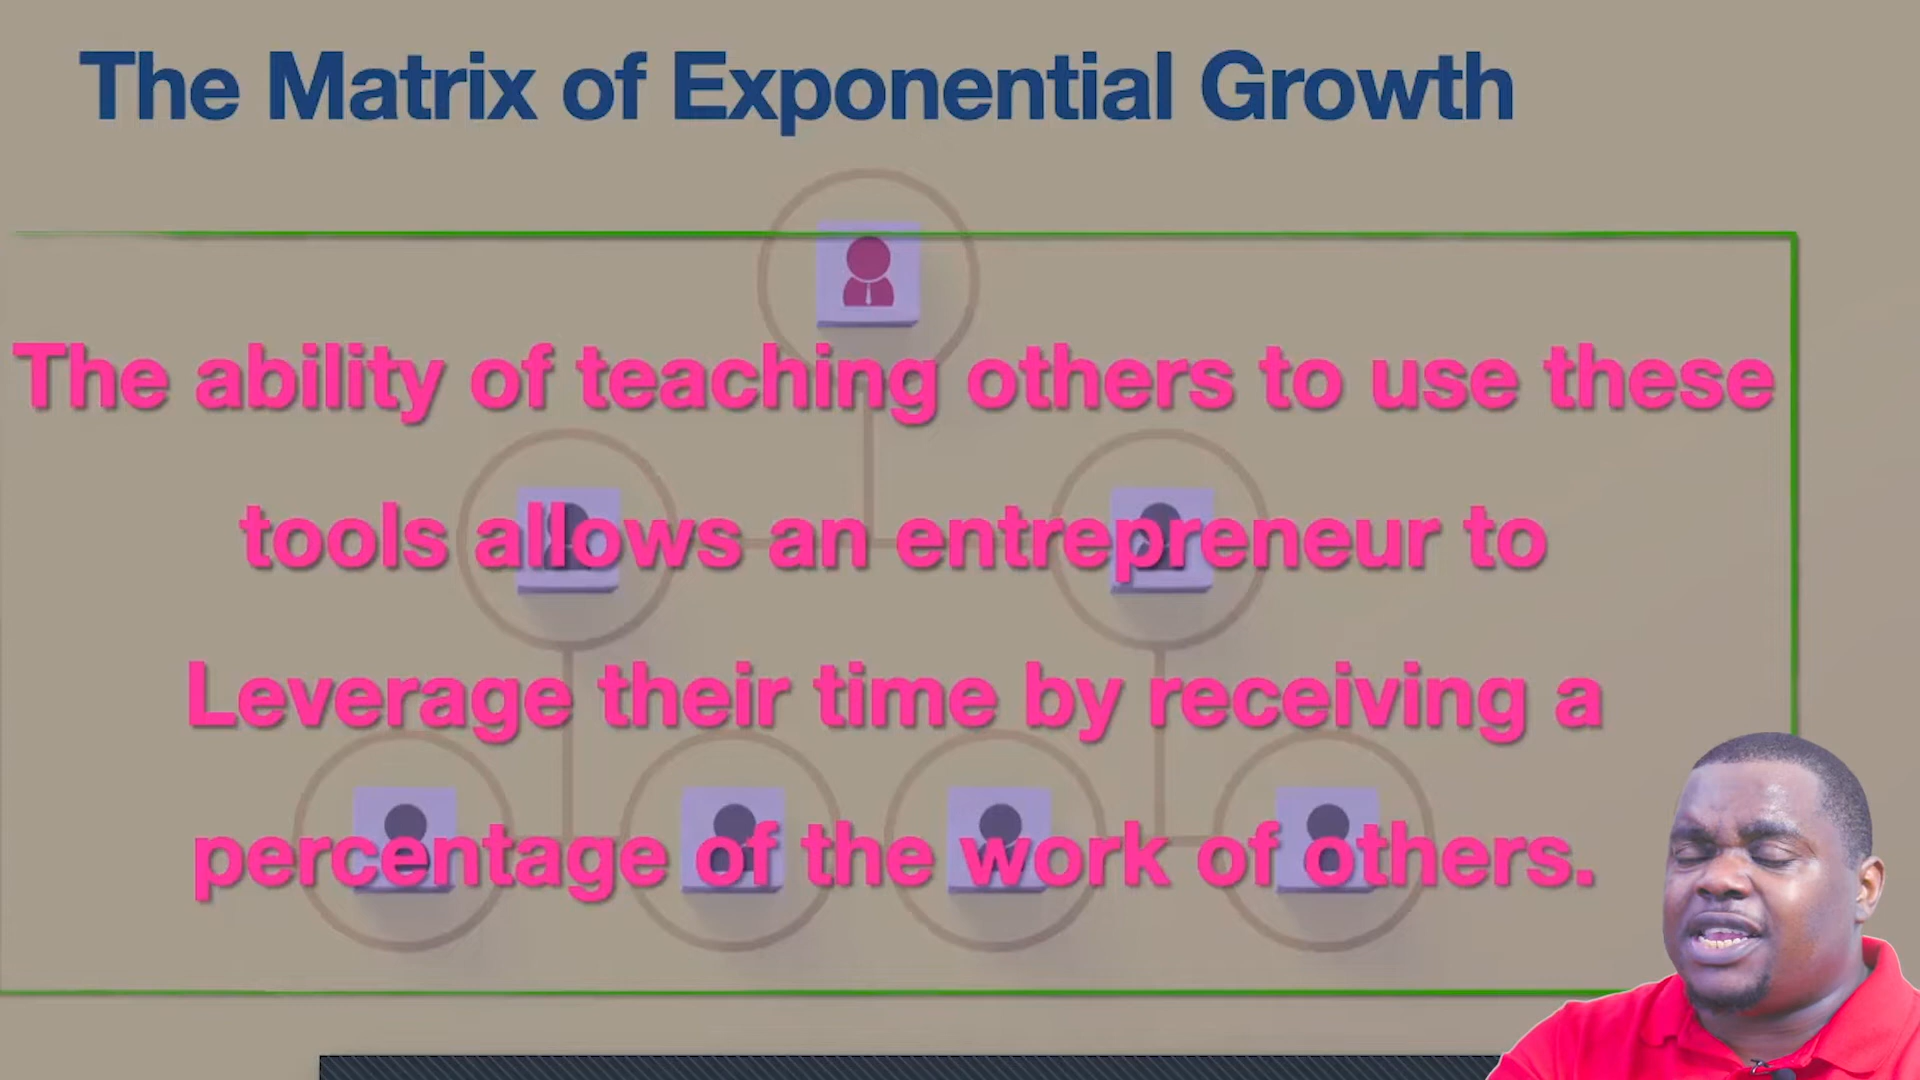 The Matrix of Exponential Growth
The ability of teaching others to use these
tools allows an entrepreneur to
Leverage their time by receiving a
percentage of the work of others.